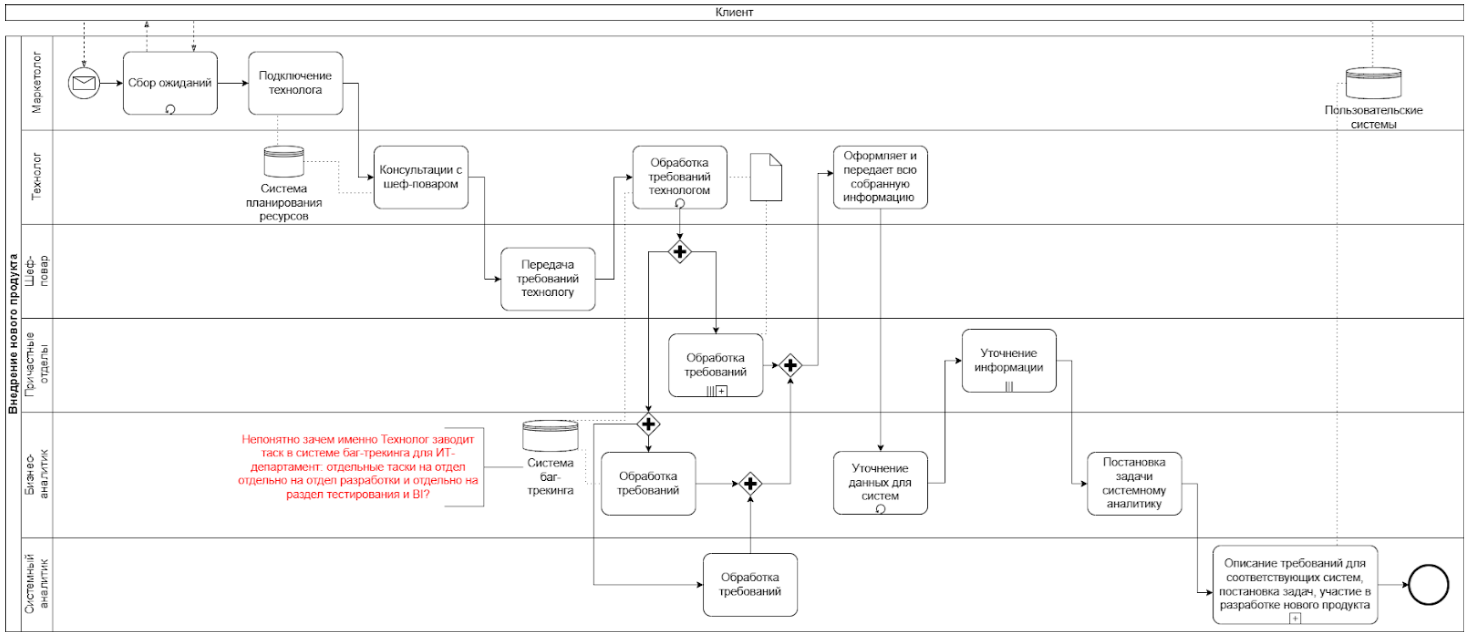 Клиент
Внедрение нового продукта
Маркетолог
Сбор ожиданий
Подключение
технолога
Пользовательские
системы
Технолог
Система
планирования
ресурсов
Консультации с
шеф-поваром
Обработка
требований
технологом
Оформляет и
передает всю
собранную
информацию
Шеф-
повар
Передача
требований
технологу
Причастные
отделы
Обработка
требований
Уточнение
информации
Бизнес-
аналитик
Непонятно зачем именно Технолог заводит
таск в системе баг-трекинга для ИТ-
департамент: отдельные таски на отдел
отдельно на отдел разработки и отдельно на
раздел тестирования и BI?
Система
баг-
трекинга
Обработка
требований
Уточнение
данных для
систем
Постановка
задачи
системному
аналитику
Системный
аналитик
Обработка
требований
Описание требований для
соответствующих систем,
постановка задач, участие в
разработке нового продукта